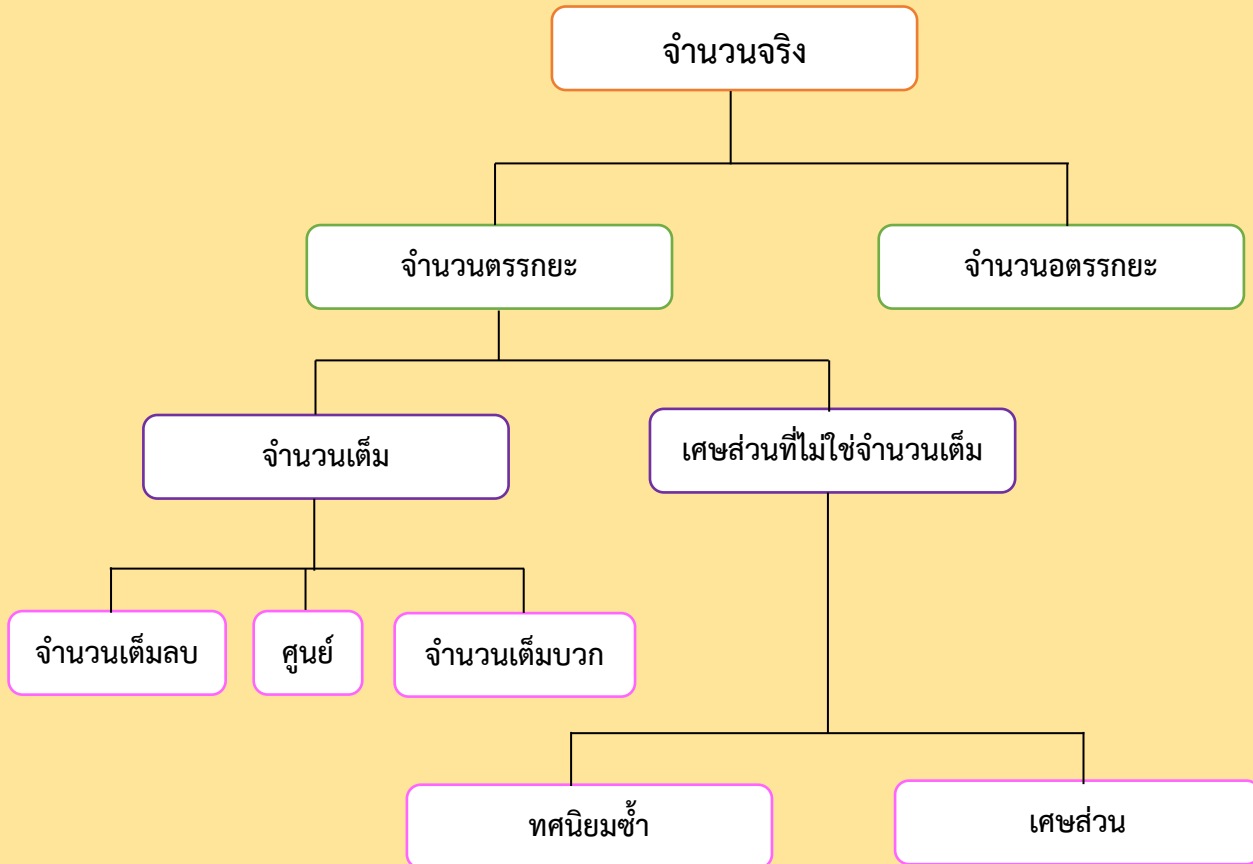 จำนวนจริง
จำนวนตรรกยะ
จำนวนอตรรกยะ
จำนวนเต็ม
เศษส่วนที่ไม่ใช่จำนวนเต็ม
จำนวนเต็มลบ
ศูนย์
จำนวนเต็มบวก
ทศนิยมซ้ำ
เศษส่วน